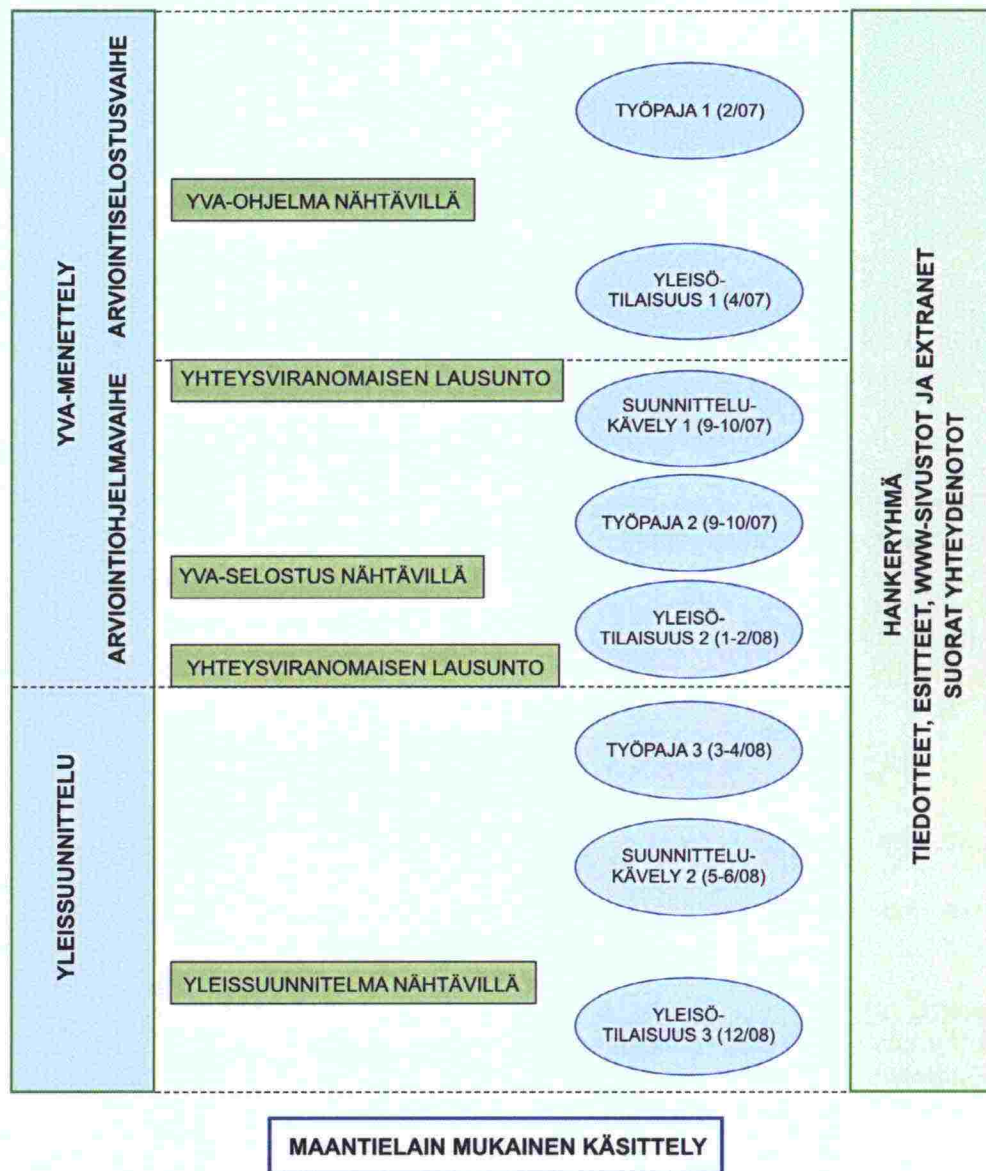 YVA-MENETTELY
ARVIOINTISELOSTUSVAIHE
ARVIOINTIOHJELMAVAIHE
TYÖPAJA 1 (2/07)
YVA-OHJELMA NÄHTÄVILLÄ
YLEISÖ-
TILAISUUS 1 (4/07)
YHTEYSVIRANOMAISEN LAUSUNTO
SUUNNITTELU-
KÄVELY 1 (9-10/07)
TYÖPAJA 2 (9-10/07)
YVA-SELOSTUS NÄHTÄVILLÄ
YLEISÖ-
TILAISUUS 2 (1-2/08)
YHTEYSVIRANOMAISEN LAUSUNTO
YLEISSUUNNITTELU
TYÖPAJA 3 (3-4/08)
SUUNNITTELU-
KÄVELY 2 (5-6/08)
YLEISSUUNNITELMA NÄHTÄVILLÄ
YLEISÖ-
TILAISUUS 3 (12/08)
HANKERYHMÄ
TIEDOTTEET, ESITTEET, WWW-SIVUSTOT JA EXTRANET
SUORAT YHTEYDENOTOT
MAANTIELAIN MUKAINEN KÄSITTELY